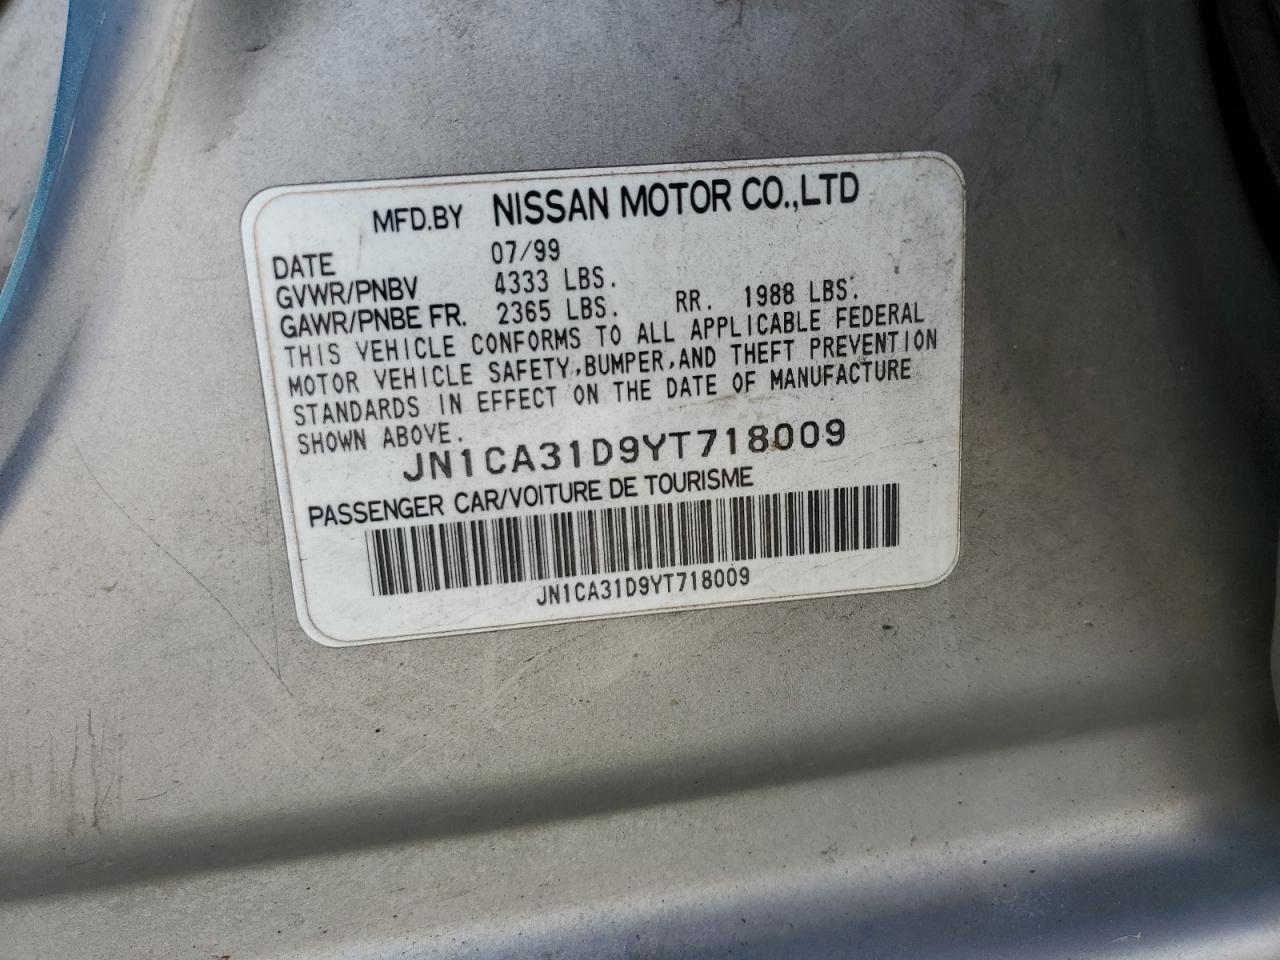 MFD.BY NISSAN MOTOR CO.,LTD
DATE 07/99
GVWR/PNBV 4333 LBS.
GAWR/PNBE FR. 2365 LBS. RR. 1988 LBS.
THIS VEHICLE CONFORMS TO ALL APPLICABLE FEDERAL
MOTOR VEHICLE SAFETY,BUMPER,AND THEFT PREVENTION
STANDARDS IN EFFECT ON THE DATE OF MANUFACTURE
SHOWN ABOVE.
JN1CA31D9YT718009
PASSENGER CAR/VOITURE DE TOURISME
JN1CA31D9YT718009